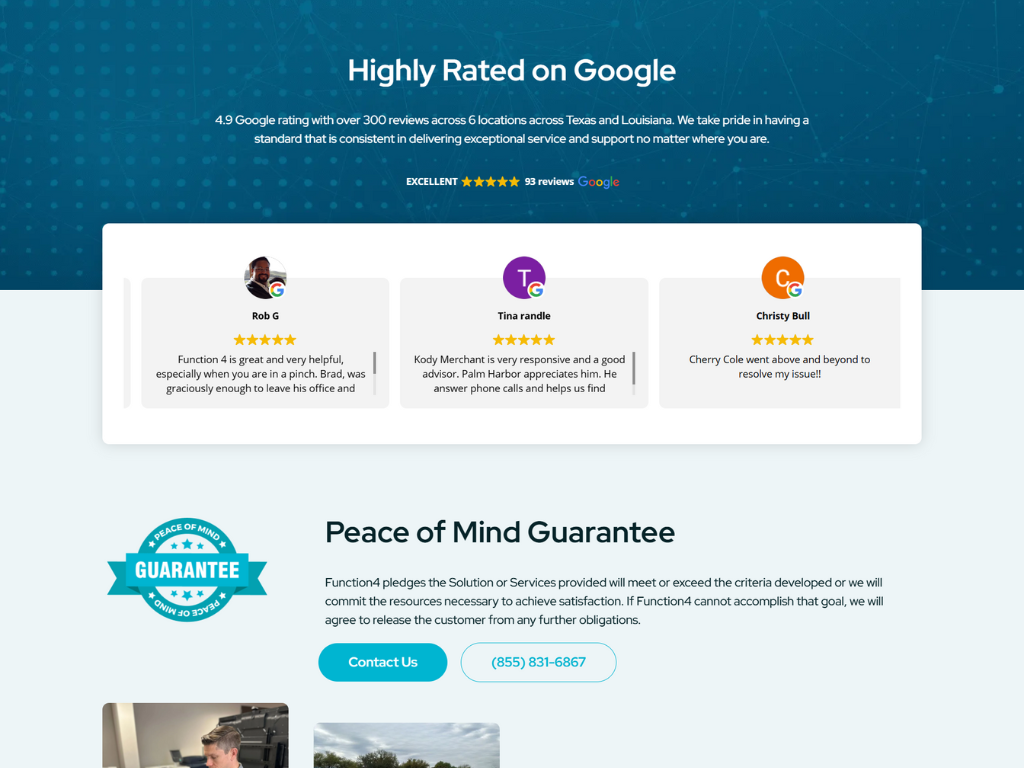 Highly Rated on Google
4.9 Google rating with over 300 reviews across 6 locations across Texas and Louisiana. We take pride in having a
standard that is consistent in delivering exceptional service and support no matter where you are.
EXCELLENT 93 reviews Google
Rob G
Function 4 is great and very helpful,
especially when you are in a pinch. Brad, was
graciously enough to leave his office and
T
Tina randle
Kody Merchant is very responsive and a good
advisor. Palm Harbor appreciates him. He
answer phone calls and helps us find
C
Christy Bull
Cherry Cole went above and beyond to
resolve my issue!!
PEACE OF MIND
GUARANTEE
PEACE OF MIND
Peace of Mind Guarantee
Function4 pledges the Solution or Services provided will meet or exceed the criteria developed or we will
commit the resources necessary to achieve satisfaction. If Function4 cannot accomplish that goal, we will
agree to release the customer from any further obligations.
Contact Us
(855) 831-6867